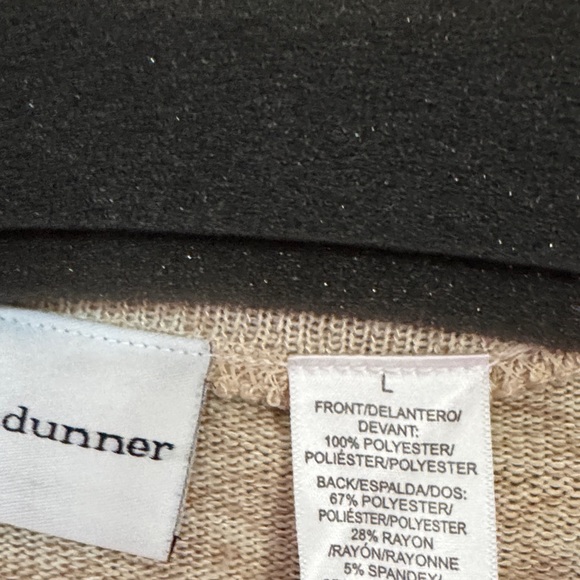 dunner
L
FRONT/DELANTERO/
DEVANT:
100% POLYESTER/
POLIÉSTER/POLYESTER
BACK/ESPALDA/DOS:
67% POLYESTER/
POLIÉSTER/POLYESTER
28% RAYON
/RAYÓN/RAYONNE
5% SPANDEX/